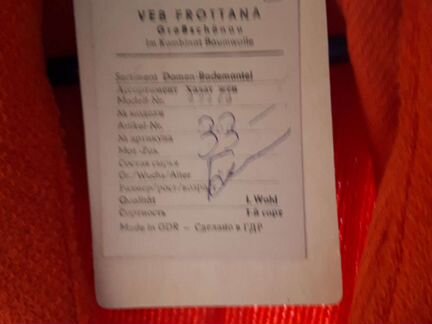 VEB FROTTANA
Großschönau
im Kombinat Baumwolle
Sortiment Damen-Bademantel
Ассортимент Халат жен
Modell-Nr.
№ модели
Artikel-Nr.
№ артикула
33
Mat.-Zus.
Состав сырья
Gr./Wuchs/Alter
Размер/рост/возраст
Qualität 1. Wahl
Сортность 1-й сорт
Made in GDR – Сделано в ГДР